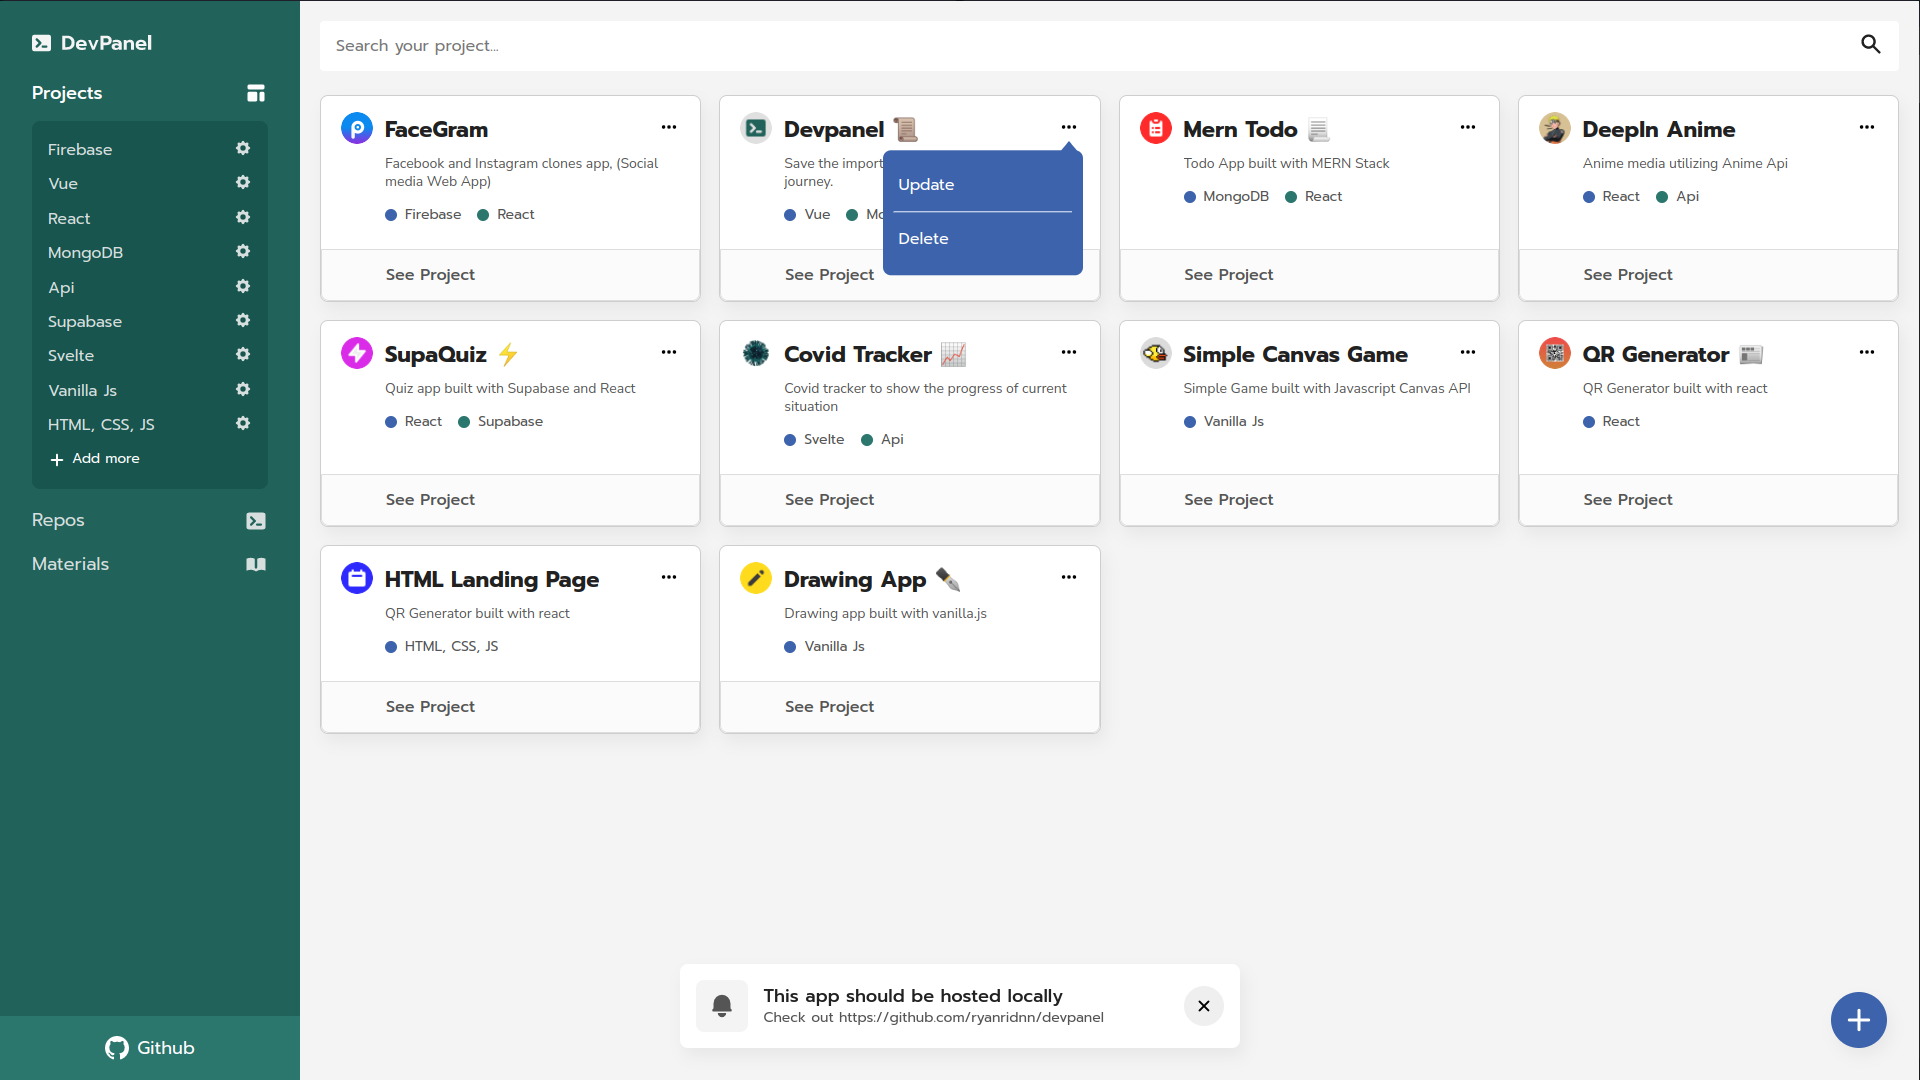 DevPanel
Projects
Firebase
Vue
React
MongoDB
Api
Supabase
Svelte
Vanilla Js
HTML, CSS, JS
Add more
Repos
Materials
Github
Search your project...
FaceGram
Facebook and Instagram clones app, (Social
media Web App)
Firebase React
See Project
Devpanel
Save the
journey.
Vue
See Project
Update
Delete
Mern Todo
Todo App built with MERN Stack
MongoDB React
See Project
DeepIn Anime
Anime media utilizing Anime Api
React Api
See Project
SupaQuiz
Quiz app built with Supabase and React
React Supabase
See Project
Covid Tracker
Covid tracker to show the progress of current
situation
Svelte Api
See Project
Simple Canvas Game
Simple Game built with Javascript Canvas API
Vanilla Js
See Project
QR Generator
QR Generator built with react
React
See Project
HTML Landing Page
QR Generator built with react
HTML, CSS, JS
See Project
Drawing App
Drawing app built with vanilla.js
Vanilla Js
See Project
This app should be hosted locally
Check out https://github.com/ryanridnn/devpanel